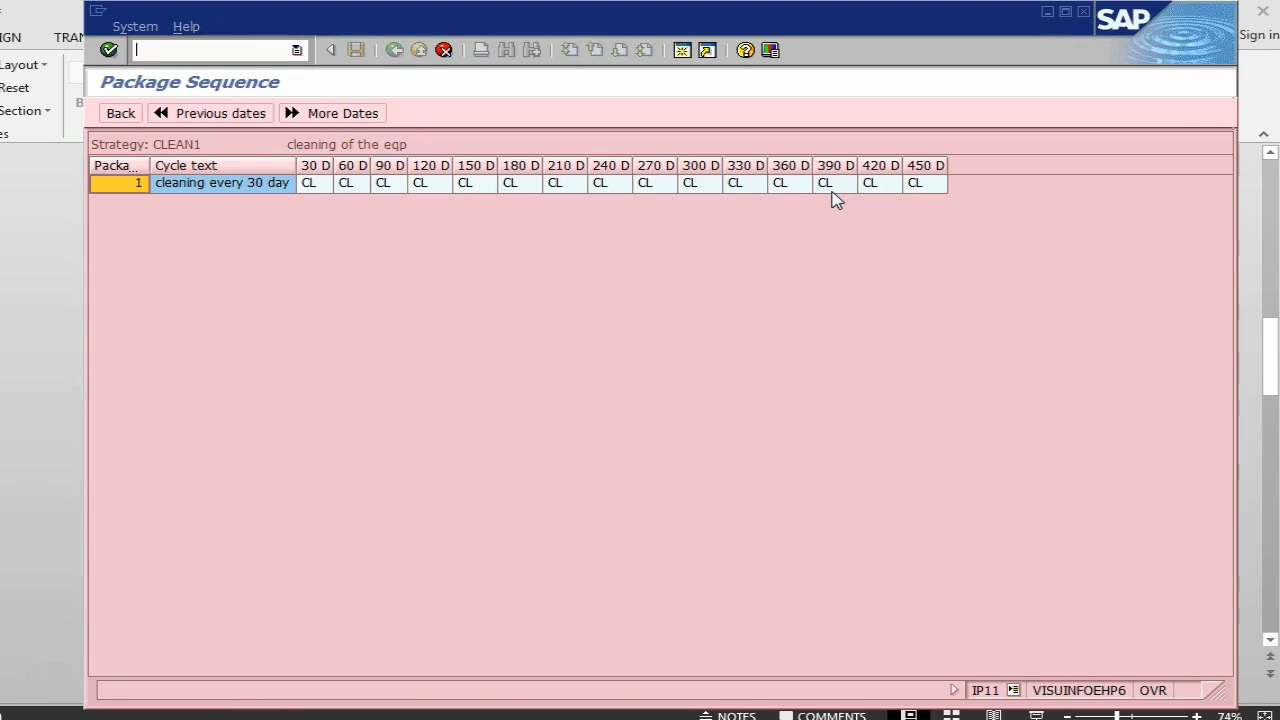 System Help
SAP
Sign in
IGN TRAN
Layout
Reset
Section
es
B
Package Sequence
Back Previous dates More Dates
Strategy: CLEAN1 cleaning of the eqp
Packa... Cycle text 30 D 60 D 90 D 120 D 150 D 180 D 210 D 240 D 270 D 300 D 330 D 360 D 390 D 420 D 450 D
1 cleaning every 30 day CL CL CL CL CL CL CL CL CL CL CL CL CL CL CL
IP11 VISUINFOEHP6 OVR
NOTES COMMENTS 74%